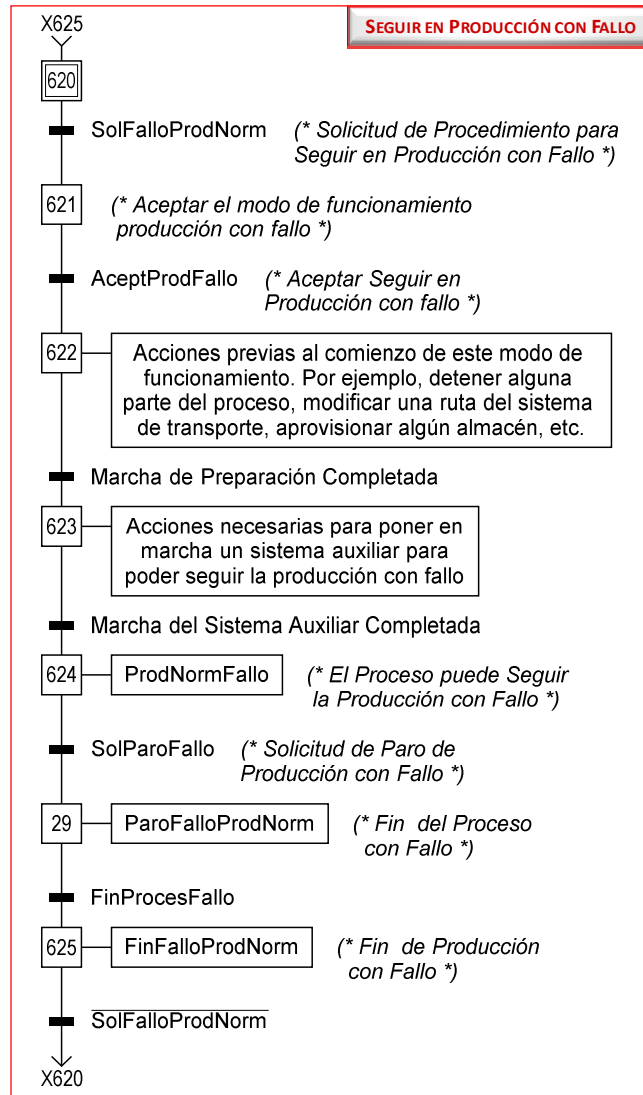 X625
SEGUIR EN PRODUCCIÓN CON FALLO
620
SolFalloProdNorm (* Solicitud de Procedimiento para
Seguir en Producción con Fallo *)
621 (* Aceptar el modo de funcionamiento
producción con fallo *)
AceptProdFallo (* Aceptar Seguir en
Producción con fallo *)
622 Acciones previas al comienzo de este modo de
funcionamiento. Por ejemplo, detener alguna
parte del proceso, modificar una ruta del sistema
de transporte, aprovisionar algún almacén, etc.
Marcha de Preparación Completada
623 Acciones necesarias para poner en
marcha un sistema auxiliar para
poder seguir la producción con fallo
Marcha del Sistema Auxiliar Completada
624 ProdNormFallo (* El Proceso puede Seguir
la Producción con Fallo *)
SolParoFallo (* Solicitud de Paro de
Producción con Fallo *)
29 ParoFalloProdNorm (* Fin del Proceso
con Fallo *)
FinProcesFallo
625 FinFalloProdNorm (* Fin de Producción
con Fallo *)
SolFalloProdNorm
X620